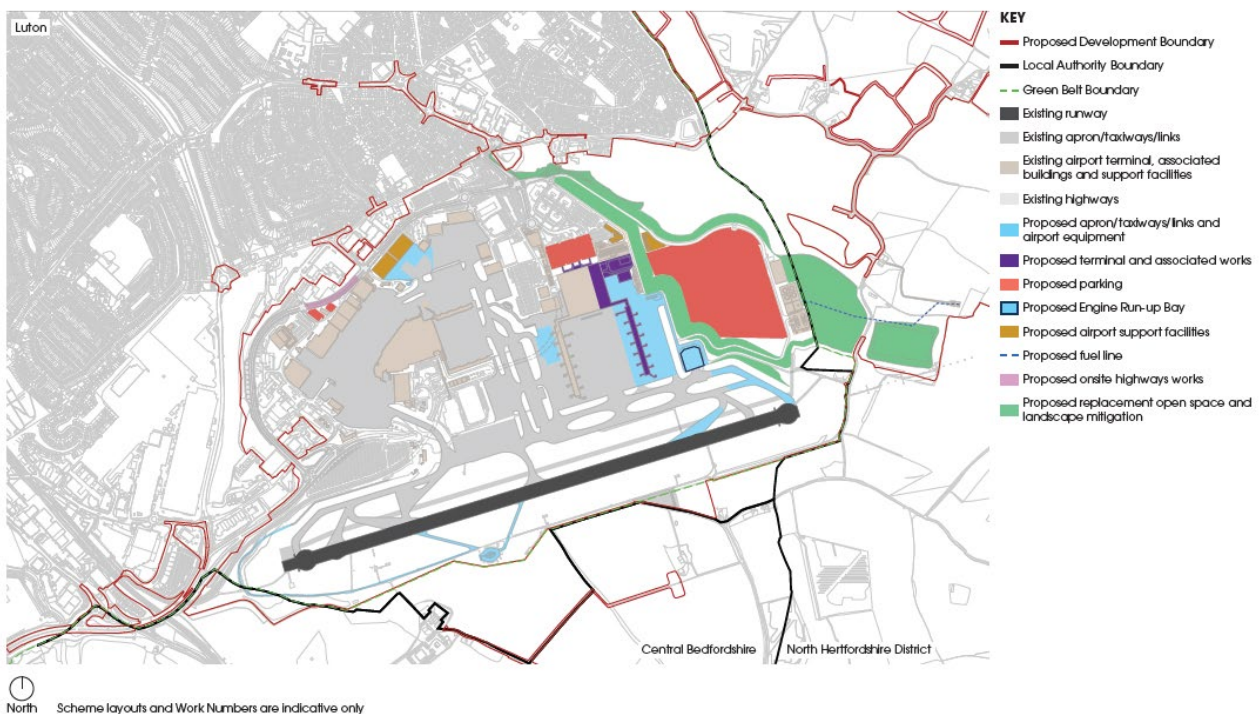 Luton
KEY
Proposed Development Boundary
Local Authority Boundary
Green Belt Boundary
Existing runway
Existing apron/taxiways/links
Existing airport terminal, associated
buildings and support facilities
Existing highways
Proposed apron/taxiways/links and
airport equipment
Proposed terminal and associated works
Proposed parking
Proposed Engine Run-up Bay
Proposed airport support facilities
Proposed fuel line
Proposed onsite highways works
Proposed replacement open space and
landscape mitigation
Central Bedfordshire
North Hertfordshire District
North
Scheme layouts and Work Numbers are indicative only